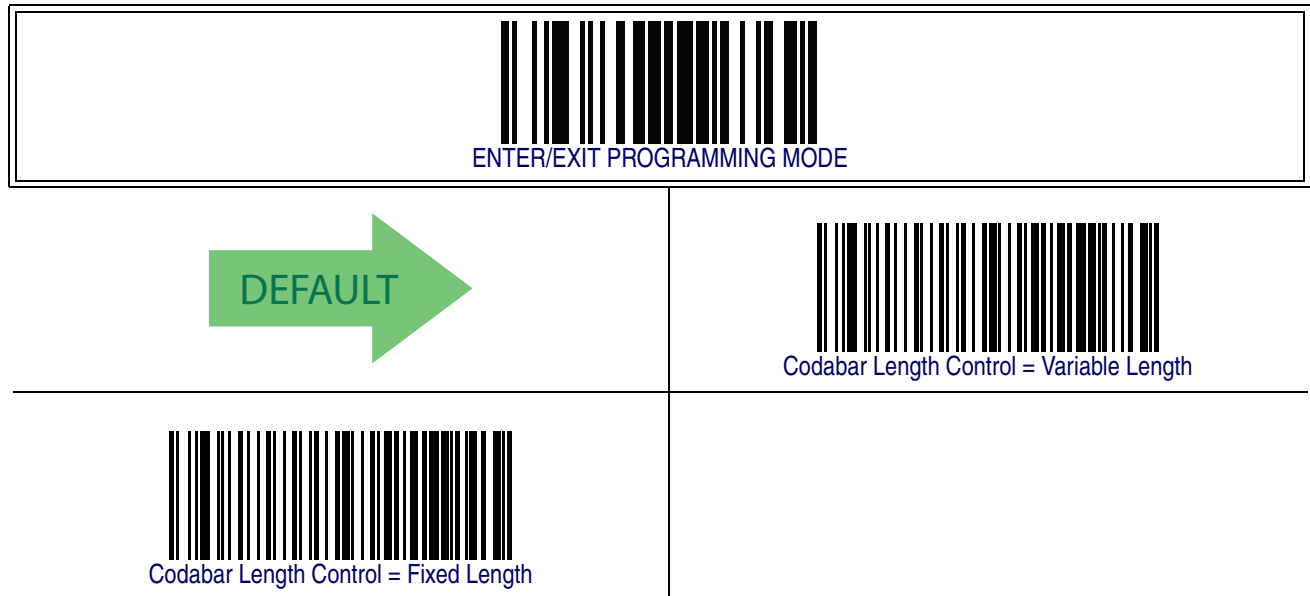 ENTER/EXIT PROGRAMMING MODE
DEFAULT
Codabar Length Control = Variable Length
Codabar Length Control = Fixed Length